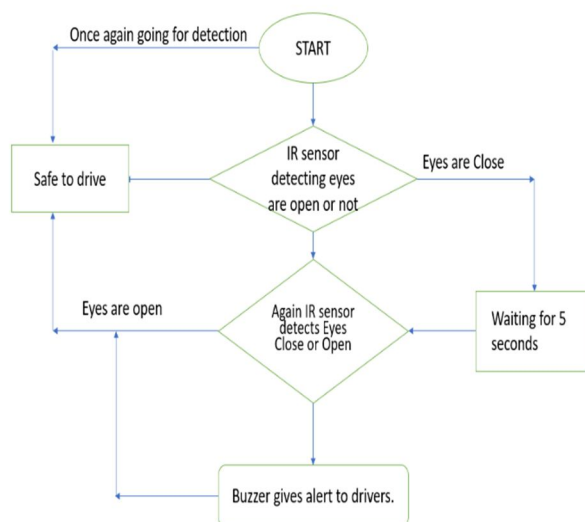 Once again going for detection
START
IR sensor
detecting eyes
are open or not
Eyes are Close
Safe to drive
Again IR sensor
detects Eyes
Close or Open
Eyes are open
Waiting for 5
seconds
Buzzer gives alert to drivers.